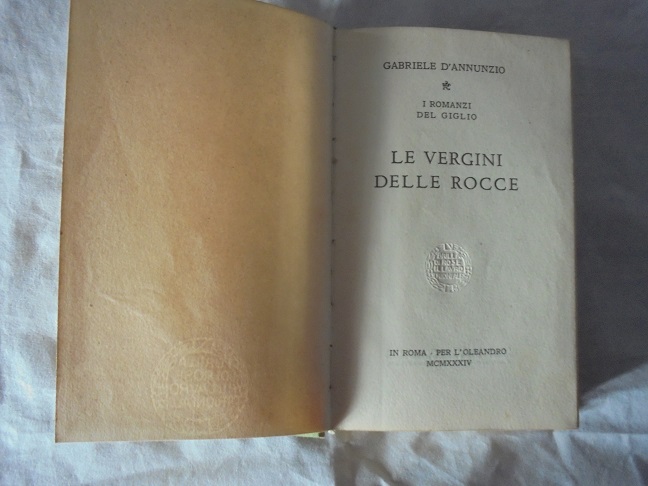 GABRIELE D'ANNUNZIO
I ROMANZI
DEL GIGLIO
LE VERGINI
DELLE ROCCE
IN ROMA · PER L'OLEANDRO
MCMXXXIV